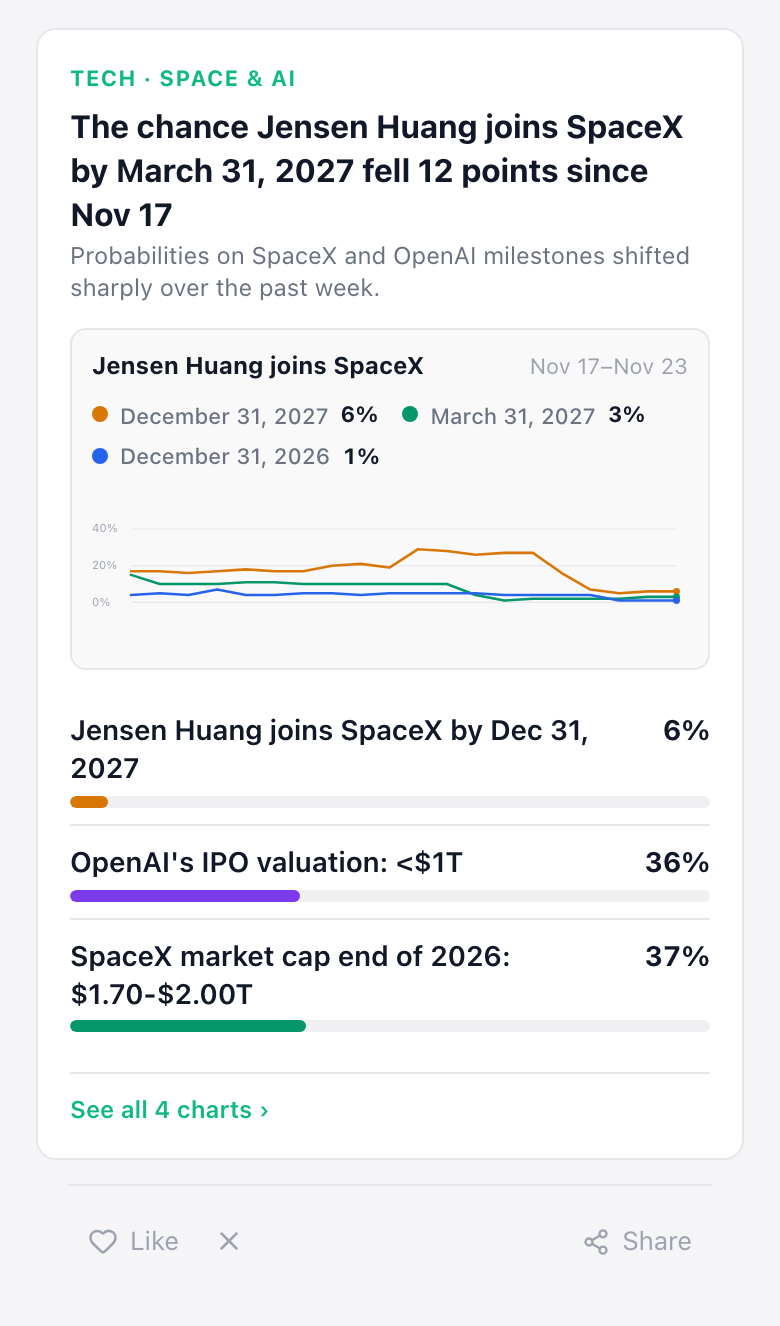 TECH · SPACE & AI
The chance Jensen Huang joins SpaceX
by March 31, 2027 fell 12 points since
Nov 17
Probabilities on SpaceX and OpenAI milestones shifted
sharply over the past week.
Jensen Huang joins SpaceX
Nov 17–Nov 23
December 31, 2027 6% March 31, 2027 3%
December 31, 2026 1%
40%
20%
0%
Jensen Huang joins SpaceX by Dec 31,
2027
6%
OpenAI's IPO valuation: <$1T
36%
SpaceX market cap end of 2026:
$1.70-$2.00T
37%
See all 4 charts ›
Like
Share